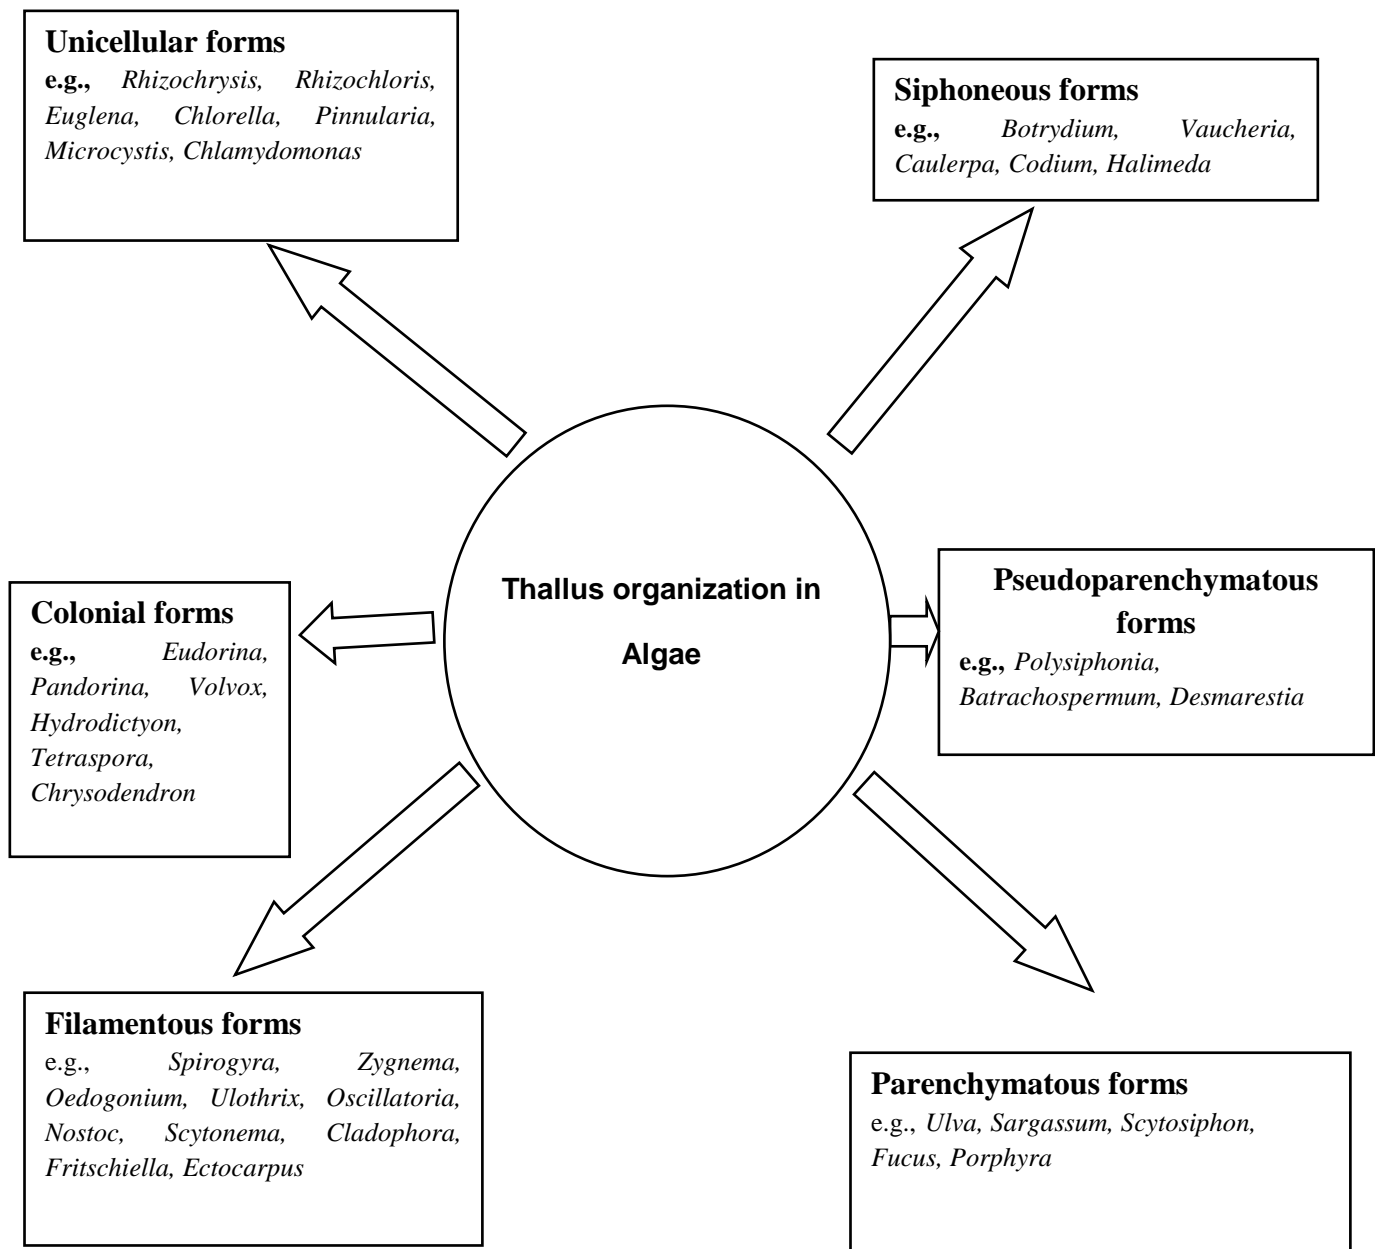 Unicellular forms
e.g., Rhizochrysis, Rhizochloris,
Euglena, Chlorella, Pinnularia,
Microcystis, Chlamydomonas
Siphoneous forms
e.g., Botrydium, Vaucheria,
Caulerpa, Codium, Halimeda
Thallus organization in
Algae
Colonial forms
e.g., Eudorina,
Pandorina, Volvox,
Hydrodictyon,
Tetraspora,
Chrysodendron
Pseudoparenchymatous
forms
e.g., Polysiphonia,
Batrachospermum, Desmarestia
Filamentous forms
e.g., Spirogyra, Zygnema,
Oedogonium, Ulothrix, Oscillatoria,
Nostoc, Scytonema, Cladophora,
Fritschiella, Ectocarpus
Parenchymatous forms
e.g., Ulva, Sargassum, Scytosiphon,
Fucus, Porphyra